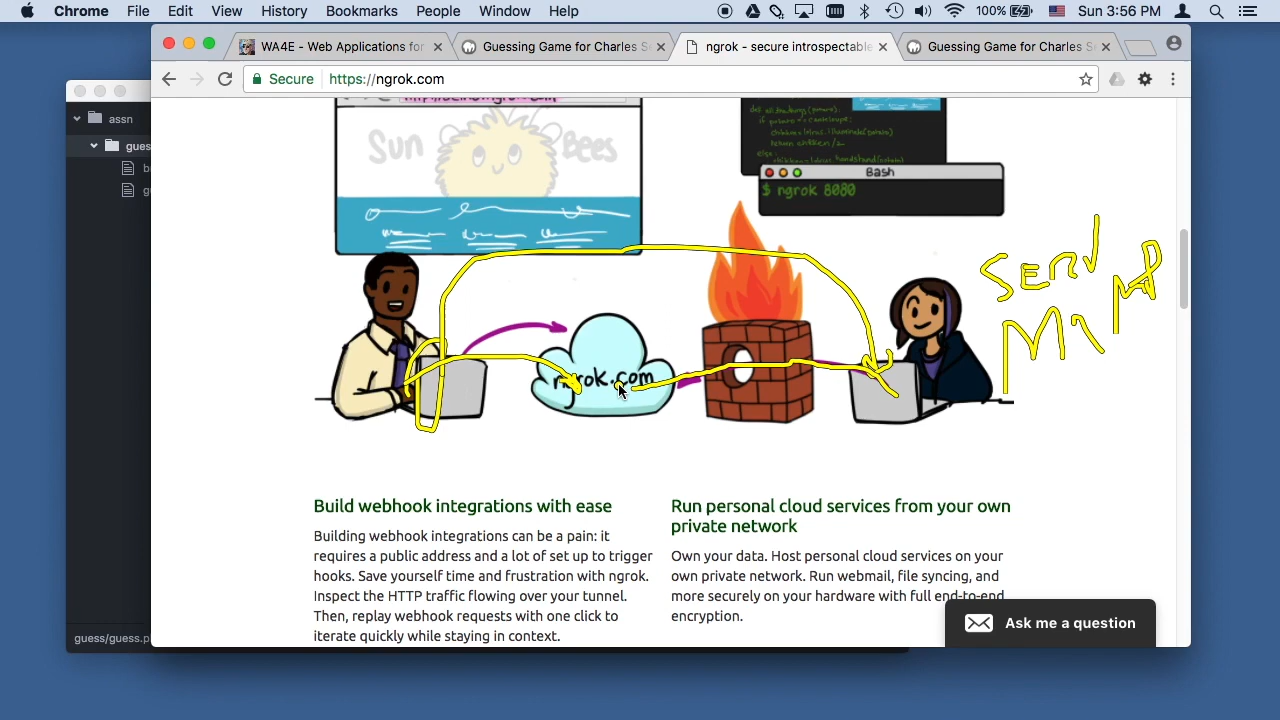 Chrome File Edit View History Bookmarks People Window Help 100% Sun 3:56 PM
WA4E - Web Applications for
Guessing Game for Charles S
ngrok - secure introspectable
Guessing Game for Charles S
Secure https://ngrok.com
assn
gues
b
g
Sun Bees
else:
Bash
$ ngrok 8080
SERV
ngrok.com
Build webhook integrations with ease
Building webhook integrations can be a pain: it
requires a public address and a lot of set up to trigger
hooks. Save yourself time and frustration with ngrok.
Inspect the HTTP traffic flowing over your tunnel.
Then, replay webhook requests with one click to
iterate quickly while staying in context.
Run personal cloud services from your own
private network
Own your data. Host personal cloud services on your
own private network. Run webmail, file syncing, and
more securely on your hardware with full end-to-end
encryption.
Ask me a question
guess/guess.p